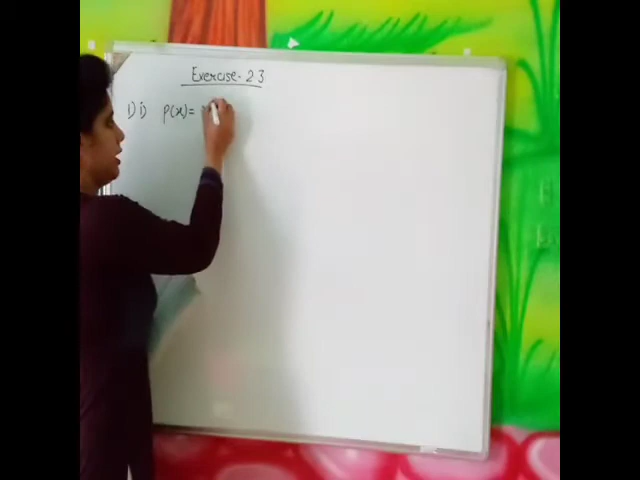 Exercise - 2.3
1) i) p(x)=